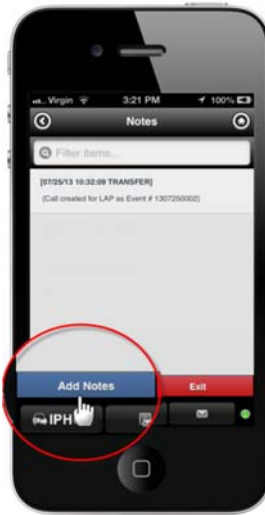 Virgin 3:21 PM 100%
Notes
Filter items...
[07/25/13 10:32:09 TRANSFER]
(Call created for LAP as Event # 1307250002)
Add Notes Exit
IPH